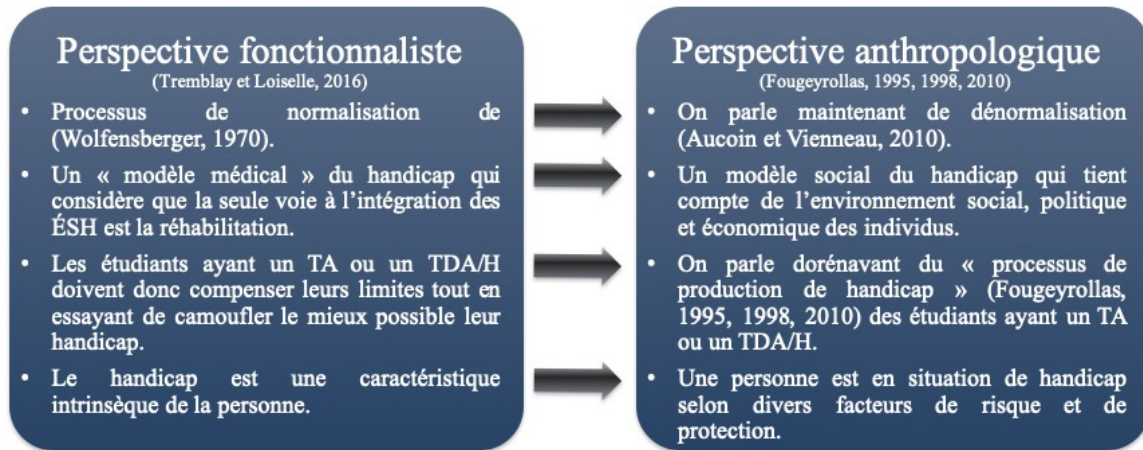 Perspective fonctionnaliste
(Tremblay et Loiselle, 2016)
• Processus de normalisation de
(Wolfensberger, 1970).
• Un « modèle médical » du handicap qui
considère que la seule voie à l’intégration des
ÉSH est la réhabilitation.
• Les étudiants ayant un TA ou un TDA/H
doivent donc compenser leurs limites tout en
essayant de camoufler le mieux possible leur
handicap.
• Le handicap est une caractéristique
intrinsèque de la personne.
Perspective anthropologique
(Fougeyrollas, 1995, 1998, 2010)
• On parle maintenant de dénormalisation
(Aucoin et Vienneau, 2010).
• Un modèle social du handicap qui tient
compte de l’environnement social, politique
et économique des individus.
• On parle dorénavant du « processus de
production de handicap » (Fougeyrollas,
1995, 1998, 2010) des étudiants ayant un TA
ou un TDA/H.
• Une personne est en situation de handicap
selon divers facteurs de risque et de
protection.